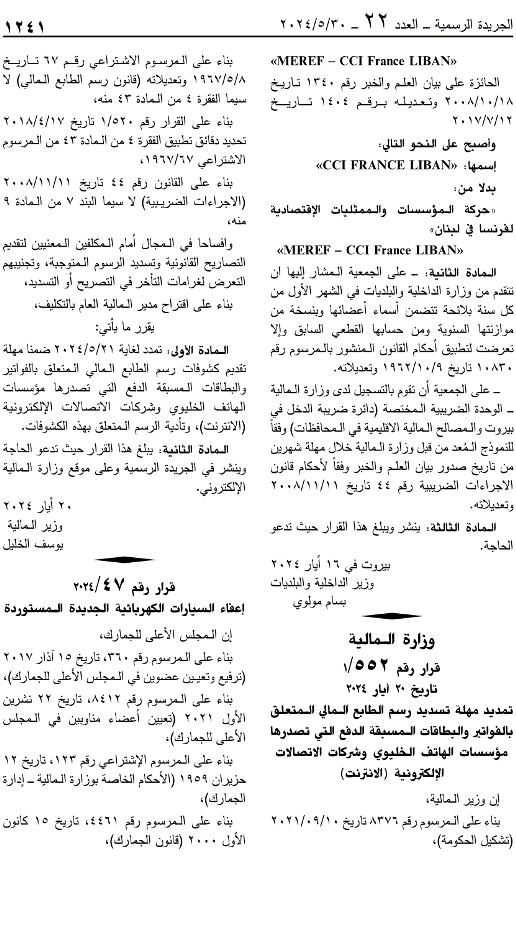 الجريدة الرسمية ــ العدد ٢٢ ــ ٢٠٢٤/٥/٣٠
١٢٤١
«MEREF – CCI France LIBAN»
الحائزة على بيان العلم والخبر رقم ١٣٤٠ تاريخ
٢٠٠٨/١٠/١٨ وتعديله برقم ١٤٠٤ تاريخ
٢٠١٧/٧/١٢
وأصبح على النحو التالي:
إسمها: «CCI FRANCE LIBAN»
بدلا من:
«حركة المؤسسات والممثليات الإقتصادية
لفرنسا في لبنان»
«MEREF – CCI France LIBAN»
المادة الثانية: ــ على الجمعية المشار إليها ان
تتقدم من وزارة الداخلية والبلديات في الشهر الأول من
كل سنة بلائحة تتضمن أسماء أعضائها وبنسخة من
موازنتها السنوية ومن حسابها القطعي السابق وإلا
تعرضت لتطبيق أحكام القانون المنشور بالمرسوم رقم
١٠٨٣٠ تاريخ ١٩٦٢/١٠/٩ وتعديلاته.
ــ على الجمعية أن تقوم بالتسجيل لدى وزارة المالية
ــ الوحدة الضريبية المختصة (دائرة ضريبة الدخل في
بيروت والمصالح المالية الاقليمية في المحافظات) وفقاً
للنموذج المُعد من قبل وزارة المالية خلال مهلة شهرين
من تاريخ صدور بيان العلم والخبر وفقاً لأحكام قانون
الاجراءات الضريبية رقم ٤٤ تاريخ ٢٠٠٨/١١/١١
وتعديلاته.
المادة الثالثة: ينشر ويبلغ هذا القرار حيث تدعو
الحاجة.
بيروت في ١٦ أيار ٢٠٢٤
وزير الداخلية والبلديات
بسام مولوي
وزارة المالية
قرار رقم ١/٥٥٢
تاريخ ٢٠ أيار ٢٠٢٤
تمديد مهلة تسديد رسم الطابع المالي المتعلق
بالفواتير والبطاقات المسبقة الدفع التي تصدرها
مؤسسات الهاتف الخليوي وشركات الاتصالات
الإلكترونية (الانترنت)
إن وزير المالية،
بناء على المرسوم رقم ٨٣٧٦ تاريخ ٢٠٢١/٠٩/١٠
(تشكيل الحكومة)،
بناء على المرسوم الاشتراعي رقم ٦٧ تاريخ
١٩٦٧/٥/٨ وتعديلاته (قانون رسم الطابع المالي) لا
سيما الفقرة ٤ من المادة ٤٣ منه،
بناء على القرار رقم ١/٥٢٠ تاريخ ٢٠١٨/٤/١٧
تحديد دقائق تطبيق الفقرة ٤ من المادة ٤٣ من المرسوم
الاشتراعي ١٩٦٧/٦٧،
بناء على القانون رقم ٤٤ تاريخ ٢٠٠٨/١١/١١
(الاجراءات الضريبية) لا سيما البند ٧ من المادة ٩
منه،
وافساحا في المجال أمام المكلفين المعنيين لتقديم
التصاريح القانونية وتسديد الرسوم المتوجبة، وتجنيبهم
التعرض لغرامات التأخر في التصريح أو التسديد،
بناء على اقتراح مدير المالية العام بالتكليف،
يقرر ما يأتي:
المادة الأولى: تمدد لغاية ٢٠٢٤/٥/٢١ ضمنا مهلة
تقديم كشوفات رسم الطابع المالي المتعلق بالفواتير
والبطاقات المسبقة الدفع التي تصدرها مؤسسات
الهاتف الخليوي وشركات الاتصالات الإلكترونية
(الانترنت)، وتأدية الرسم المتعلق بهذه الكشوفات.
المادة الثانية: يبلغ هذا القرار حيث تدعو الحاجة
وينشر في الجريدة الرسمية وعلى موقع وزارة المالية
الإلكتروني.
٢٠ أيار ٢٠٢٤
وزير المالية
يوسف الخليل
قرار رقم ٢٠٢٤/٤٧
إعفاء السيارات الكهربائية الجديدة المستوردة
إن المجلس الأعلى للجمارك،
بناء على المرسوم رقم ٣٦٠، تاريخ ١٥ آذار ٢٠١٧
(ترفيع وتعيين عضوين في المجلس الأعلى للجمارك)،
بناء على المرسوم رقم ٨٤١٢، تاريخ ٢٢ تشرين
الأول ٢٠٢١ (تعيين أعضاء مناوبين في المجلس
الأعلى للجمارك)،
بناء على المرسوم الإشتراعي رقم ١٢٣، تاريخ ١٢
حزيران ١٩٥٩ (الأحكام الخاصة بوزارة المالية ــ إدارة
الجمارك)،
بناء على المرسوم رقم ٤٤٦١، تاريخ ١٥ كانون
الأول ٢٠٠٠ (قانون الجمارك)،